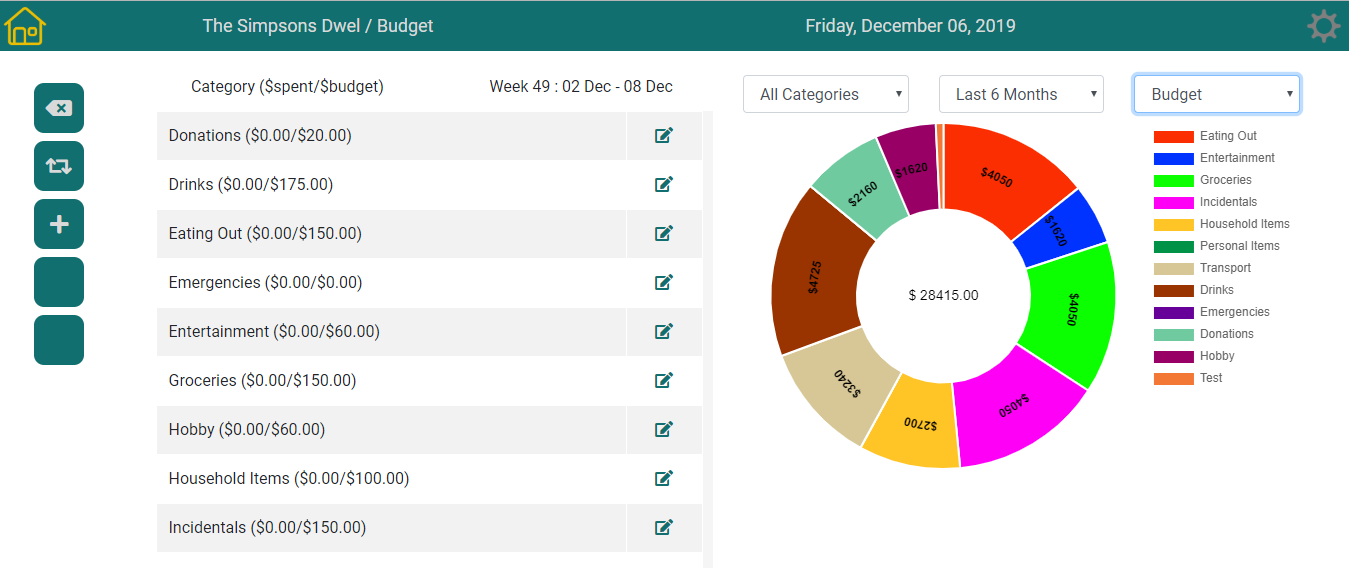 The Simpsons Dwel / Budget
Friday, December 06, 2019
Category ($spent/$budget)
Week 49 : 02 Dec - 08 Dec
Donations ($0.00/$20.00)
Drinks ($0.00/$175.00)
Eating Out ($0.00/$150.00)
Emergencies ($0.00/$0.00)
Entertainment ($0.00/$60.00)
Groceries ($0.00/$150.00)
Hobby ($0.00/$60.00)
Household Items ($0.00/$100.00)
Incidentals ($0.00/$150.00)
All Categories
Last 6 Months
Budget
$4050
$1620
$4050
$4050
$2700
$3240
$4725
$2160
$1620
$ 28415.00
Eating Out
Entertainment
Groceries
Incidentals
Household Items
Personal Items
Transport
Drinks
Emergencies
Donations
Hobby
Test